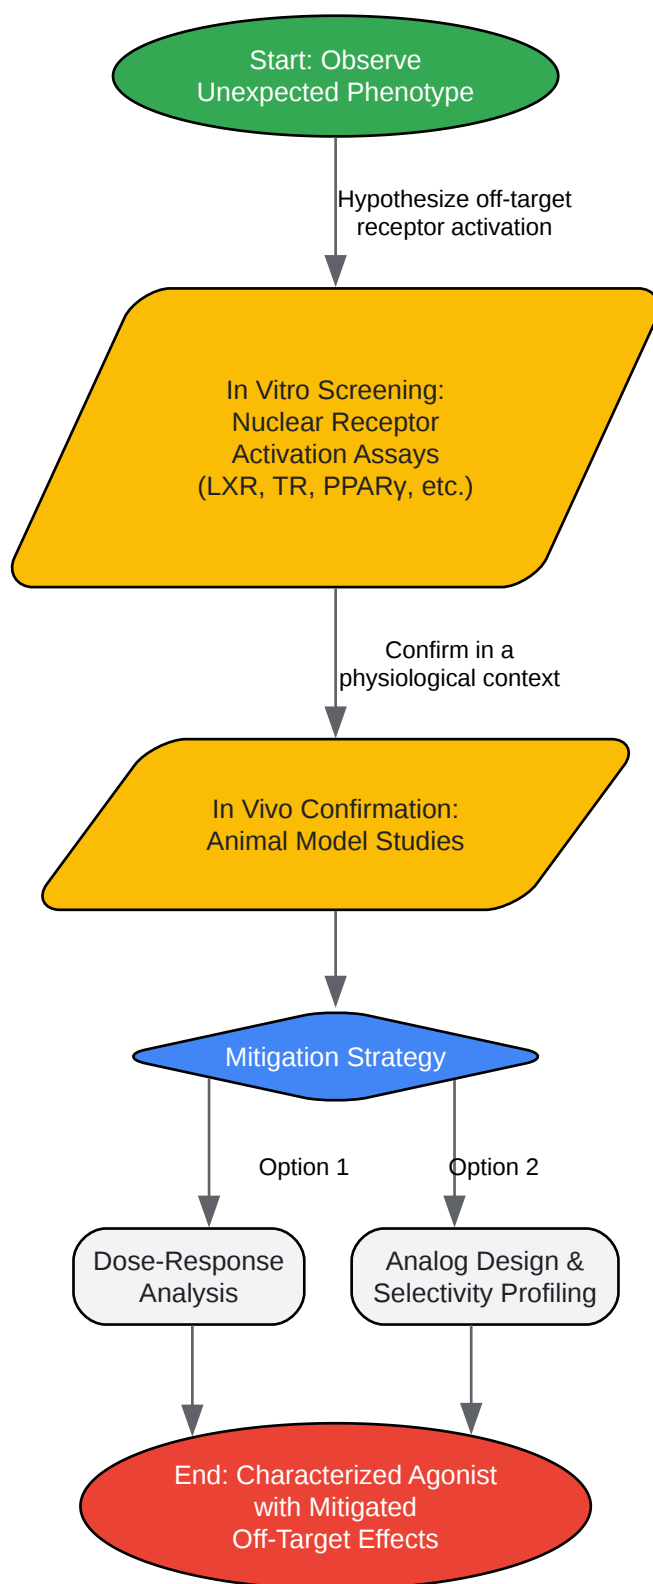 Start: Observe
Unexpected Phenotype
Hypothesize off-target
receptor activation
In Vitro Screening:
Nuclear Receptor
Activation Assays
(LXR, TR, PPARγ, etc.)
Confirm in a
physiological context
In Vivo Confirmation:
Animal Model Studies
Mitigation Strategy
Option 1
Option 2
Dose-Response
Analysis
Analog Design &
Selectivity Profiling
End: Characterized Agonist
with Mitigated
Off-Target Effects